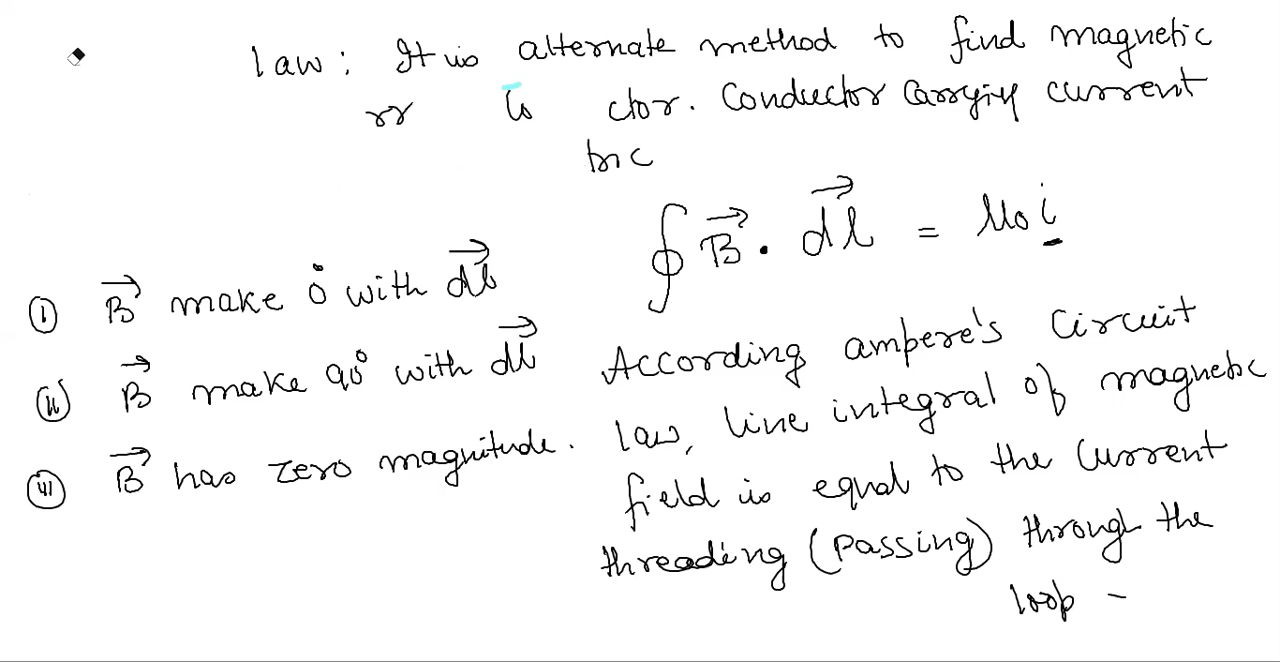 law : It is alternate method to find magnetic
ctor. Conductor Carrying current
∮ B⃗ . dl⃗ = μ₀ i
(i) B⃗ make 0° with dl⃗
(ii) B⃗ make 90° with dl⃗
(iii) B⃗ has zero magnitude.
According ampere's Circuit
law, line integral of magnetic
field is equal to the Current
threading (passing) through the
loop -